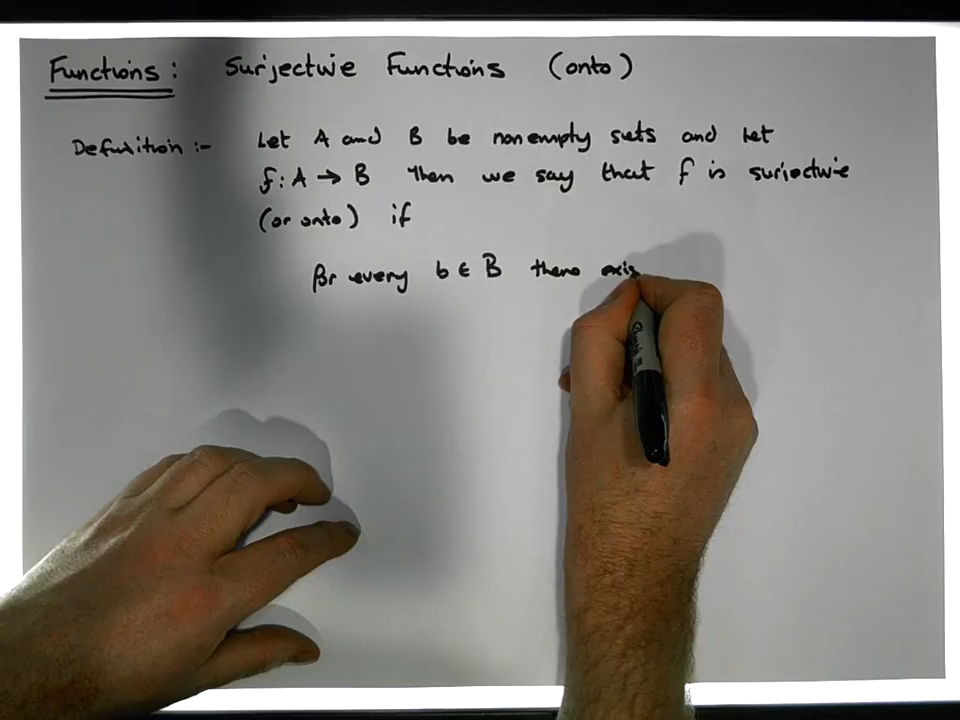 Functions: Surjective Functions (onto)
Definition:- Let A and B be nonempty sets and let
f: A → B Then we say that f is surjective
(or onto) if
for every b ∈ B there exis